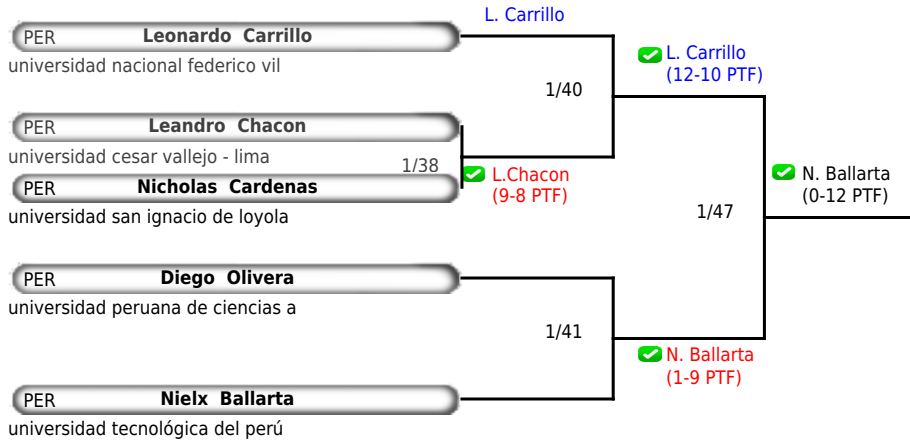 L. Carrillo
PER Leonardo Carrillo
universidad nacional federico vil
L. Carrillo
(12-10 PTF)
1/40
PER Leandro Chacon
universidad cesar vallejo - lima
1/38
L.Chacon
(9-8 PTF)
PER Nicholas Cardenas
universidad san ignacio de loyola
N. Ballarta
(0-12 PTF)
1/47
PER Diego Olivera
universidad peruana de ciencias a
1/41
N. Ballarta
(1-9 PTF)
PER Nielx Ballarta
universidad tecnológica del perú